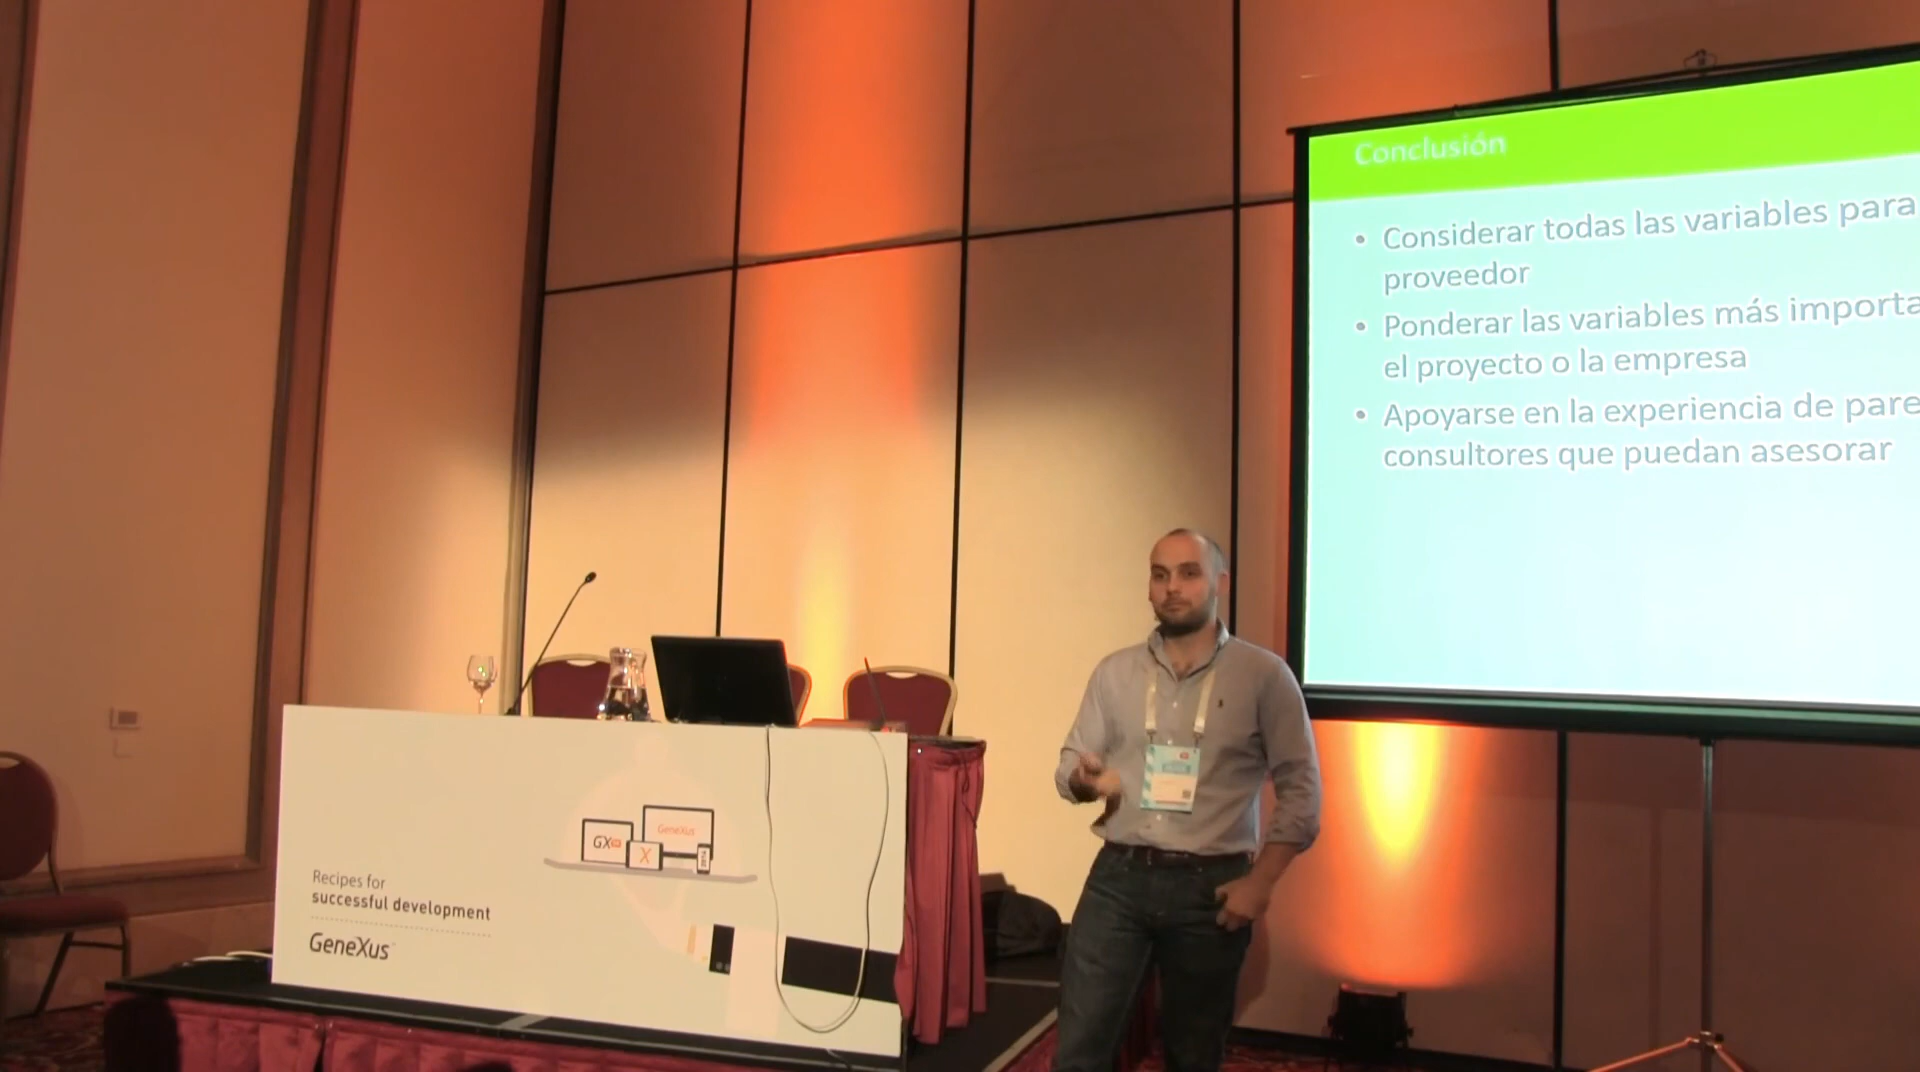 Conclusión
• Considerar todas las variables para
proveedor
• Ponderar las variables más importa
el proyecto o la empresa
• Apoyarse en la experiencia de pare
consultores que puedan asesorar
GeneXus
GX
X
Recipes for
successful development
GeneXus